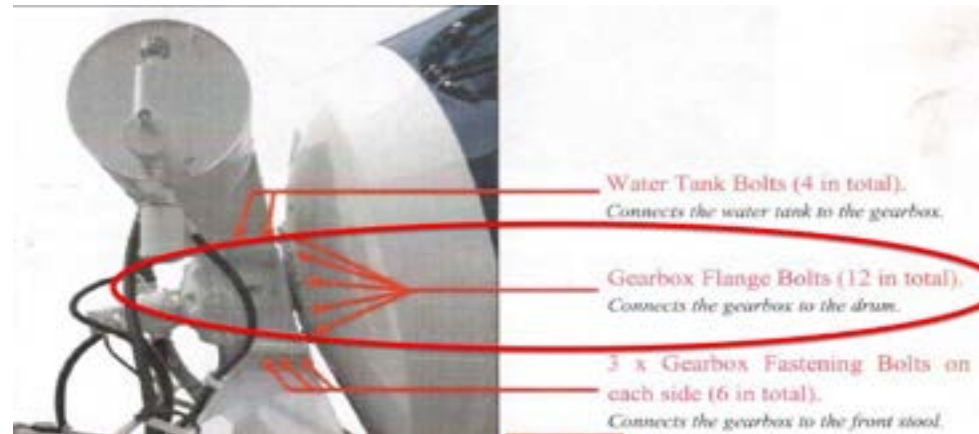 Water Tank Bolts (4 in total).
Connects the water tank to the gearbox.
Gearbox Flange Bolts (12 in total).
Connects the gearbox to the drum.
3 x Gearbox Fastening Bolts on
each side (6 in total).
Connects the gearbox to the front stool.